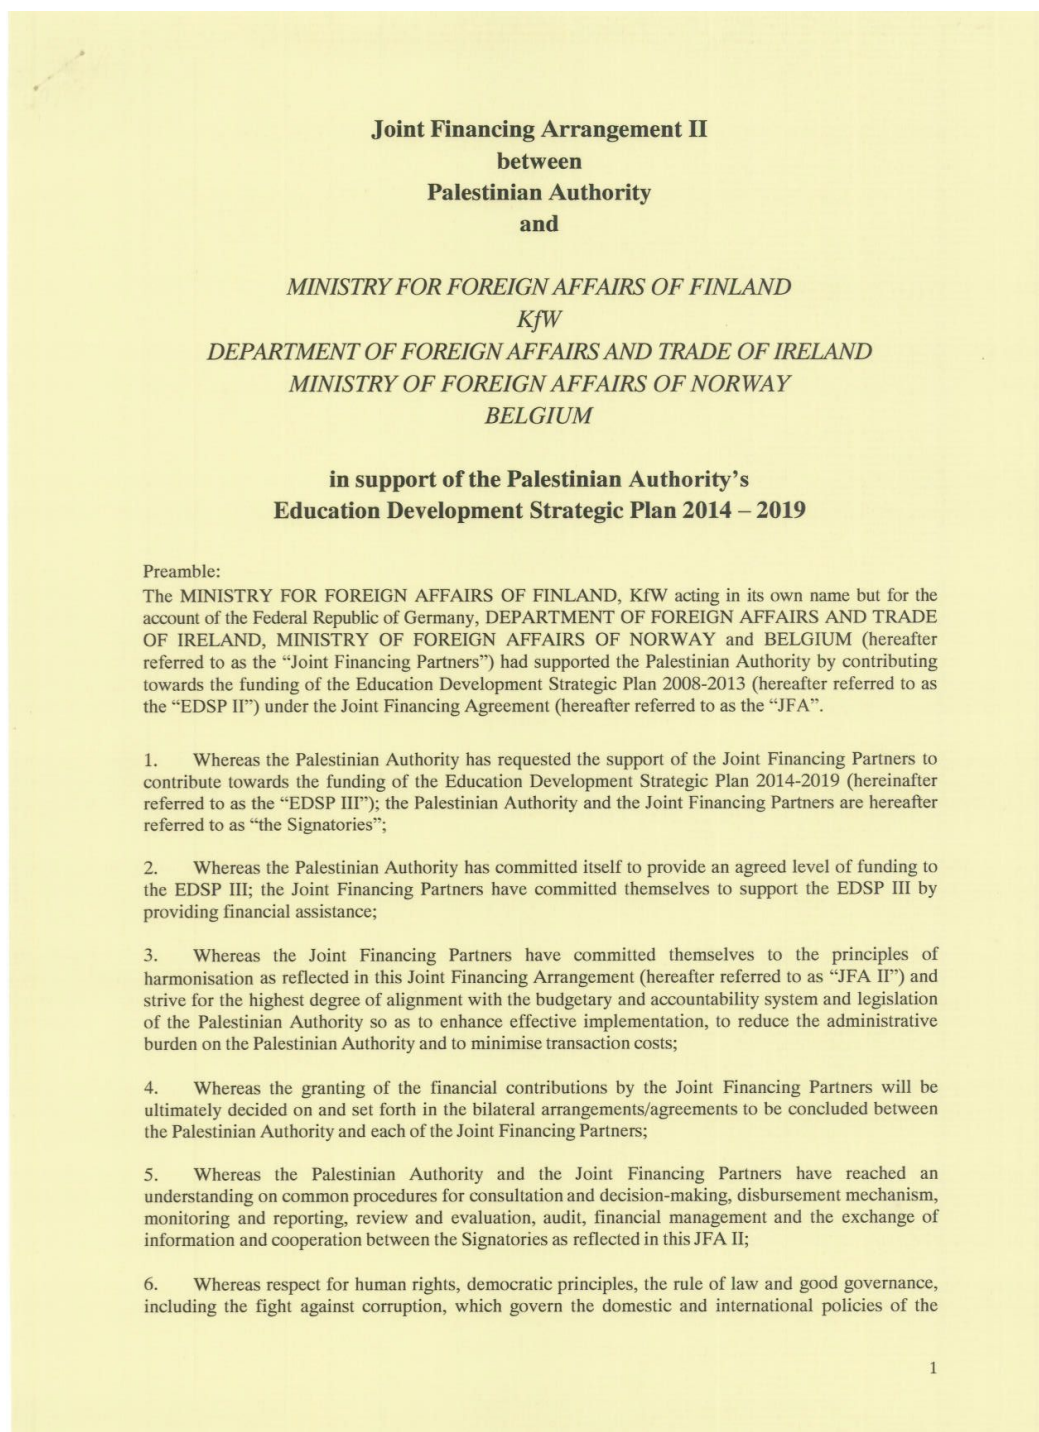 Joint Financing Arrangement II
between
Palestinian Authority
and
MINISTRY FOR FOREIGN AFFAIRS OF FINLAND
KfW
DEPARTMENT OF FOREIGN AFFAIRS AND TRADE OF IRELAND
MINISTRY OF FOREIGN AFFAIRS OF NORWAY
BELGIUM
in support of the Palestinian Authority's
Education Development Strategic Plan 2014 – 2019
Preamble:
The MINISTRY FOR FOREIGN AFFAIRS OF FINLAND, KfW acting in its own name but for the
account of the Federal Republic of Germany, DEPARTMENT OF FOREIGN AFFAIRS AND TRADE
OF IRELAND, MINISTRY OF FOREIGN AFFAIRS OF NORWAY and BELGIUM (hereafter
referred to as the “Joint Financing Partners”) had supported the Palestinian Authority by contributing
towards the funding of the Education Development Strategic Plan 2008-2013 (hereafter referred to as
the “EDSP II”) under the Joint Financing Agreement (hereafter referred to as the “JFA”.
1. Whereas the Palestinian Authority has requested the support of the Joint Financing Partners to
contribute towards the funding of the Education Development Strategic Plan 2014-2019 (hereinafter
referred to as the “EDSP III”); the Palestinian Authority and the Joint Financing Partners are hereafter
referred to as “the Signatories”;
2. Whereas the Palestinian Authority has committed itself to provide an agreed level of funding to
the EDSP III; the Joint Financing Partners have committed themselves to support the EDSP III by
providing financial assistance;
3. Whereas the Joint Financing Partners have committed themselves to the principles of
harmonisation as reflected in this Joint Financing Arrangement (hereafter referred to as “JFA II”) and
strive for the highest degree of alignment with the budgetary and accountability system and legislation
of the Palestinian Authority so as to enhance effective implementation, to reduce the administrative
burden on the Palestinian Authority and to minimise transaction costs;
4. Whereas the granting of the financial contributions by the Joint Financing Partners will be
ultimately decided on and set forth in the bilateral arrangements/agreements to be concluded between
the Palestinian Authority and each of the Joint Financing Partners;
5. Whereas the Palestinian Authority and the Joint Financing Partners have reached an
understanding on common procedures for consultation and decision-making, disbursement mechanism,
monitoring and reporting, review and evaluation, audit, financial management and the exchange of
information and cooperation between the Signatories as reflected in this JFA II;
6. Whereas respect for human rights, democratic principles, the rule of law and good governance,
including the fight against corruption, which govern the domestic and international policies of the
1